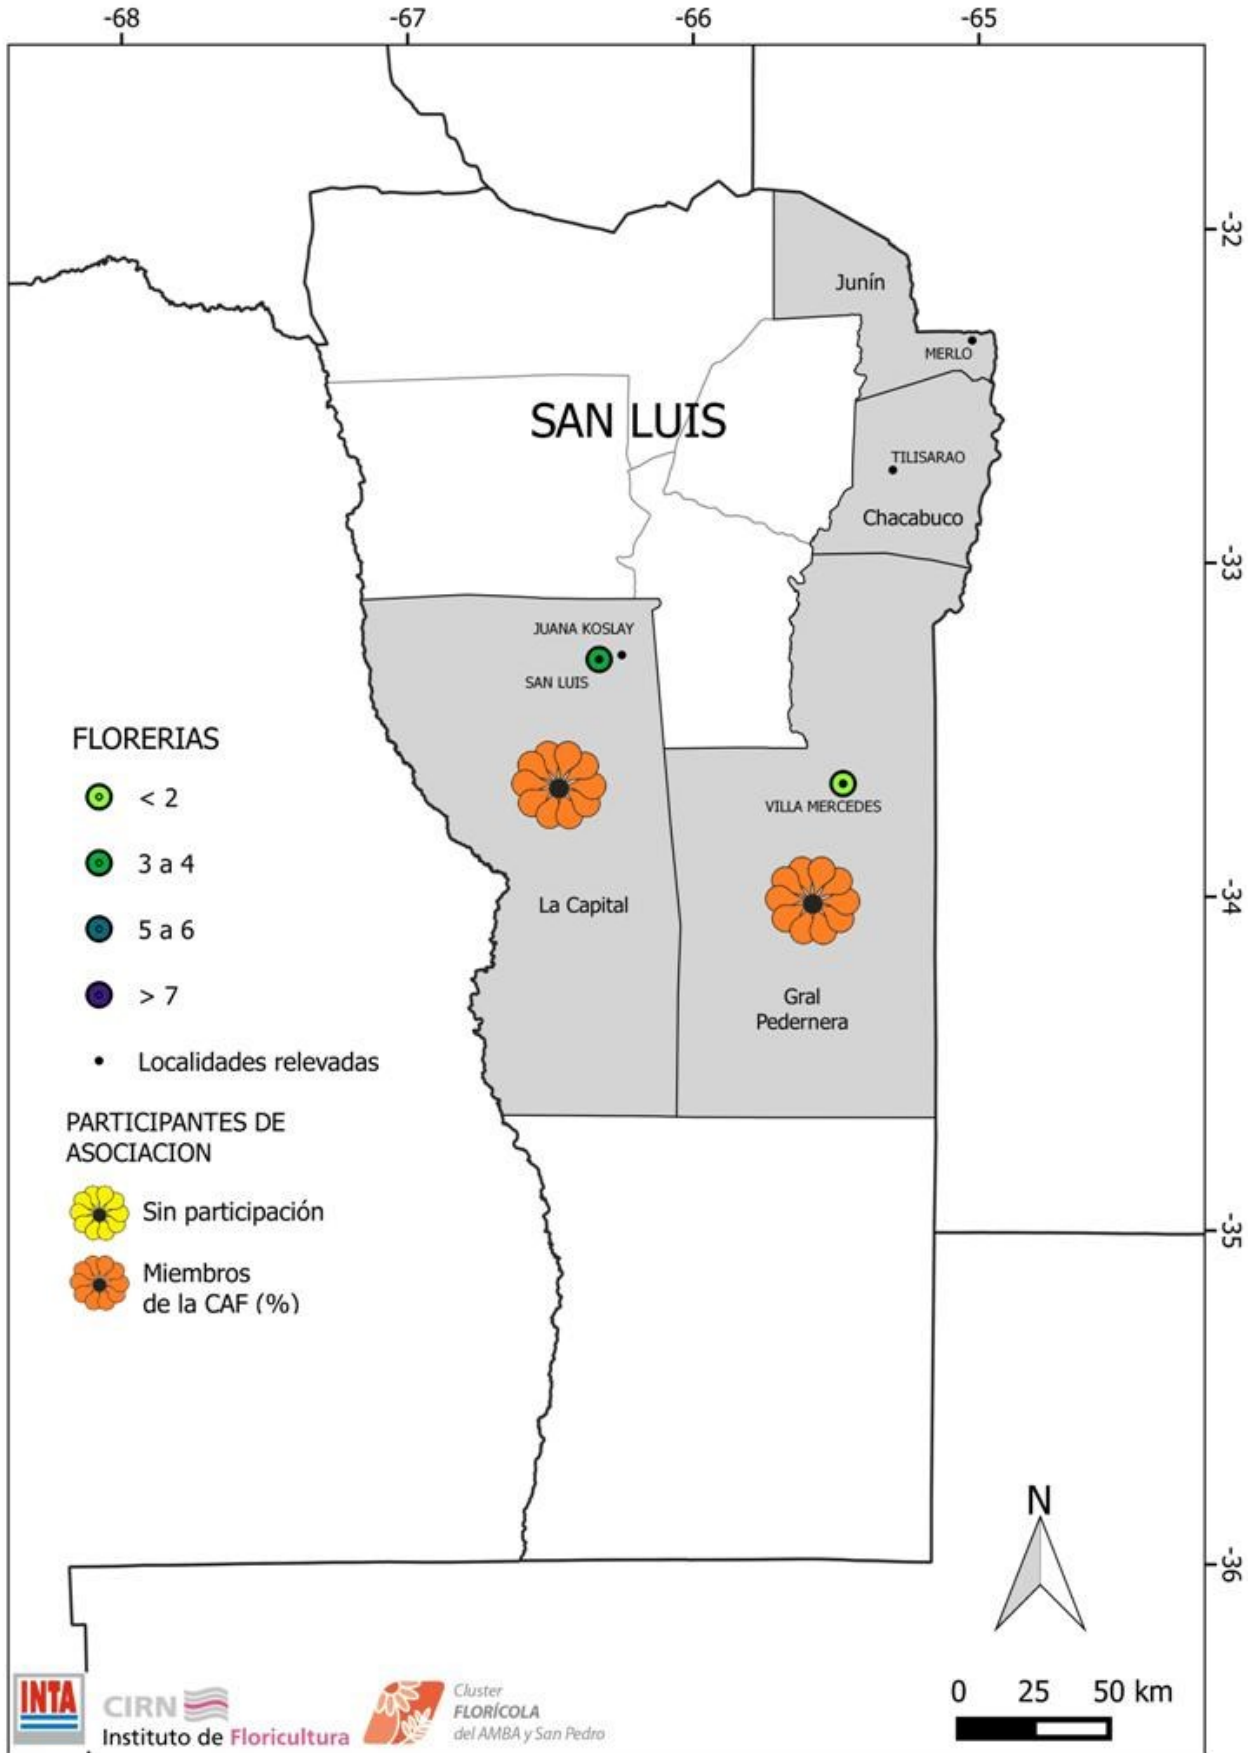 -68
-67
-66
-65
-32
Junín
MERLO
SAN LUIS
TILISARAO
Chacabuco
-33
JUANA KOSLAY
SAN LUIS
FLORERIAS
< 2
3 a 4
5 a 6
> 7
Localidades relevadas
VILLA MERCEDES
-34
La Capital
Gral
Pedernera
PARTICIPANTES DE
ASOCIACION
Sin participación
Miembros
de la CAF (%)
-35
N
-36
INTA
CIRN
Instituto de Floricultura
Cluster
FLORÍCOLA
del AMBA y San Pedro
0 25 50 km